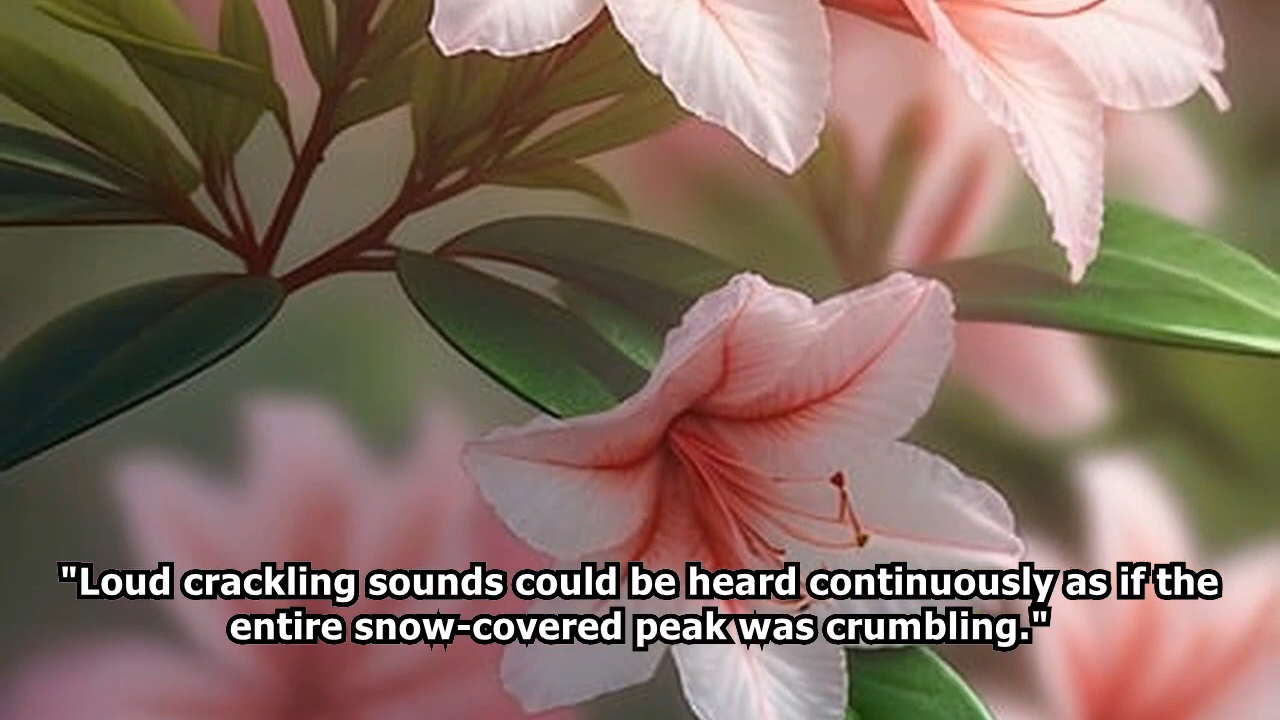 "Loud crackling sounds could be heard continuously as if the
entire snow-covered peak was crumbling."